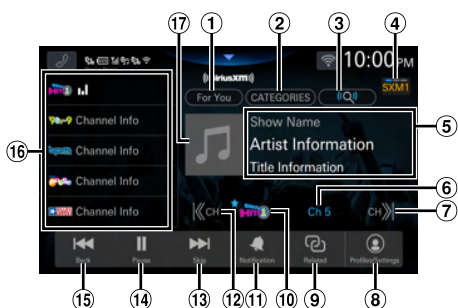 17 1 2 3 4
10:00PM
((siriusxm))
SXM1
For You CATEGORIES
Show Name
5
Artist Information
Title Information
Channel Info
16
Channel Info
Channel Info
Channel Info
6
CH Ch 5 CH 7
Back Pause Skip Notification Related Profiles/Settings
15 14 13 12 11 10 9 8